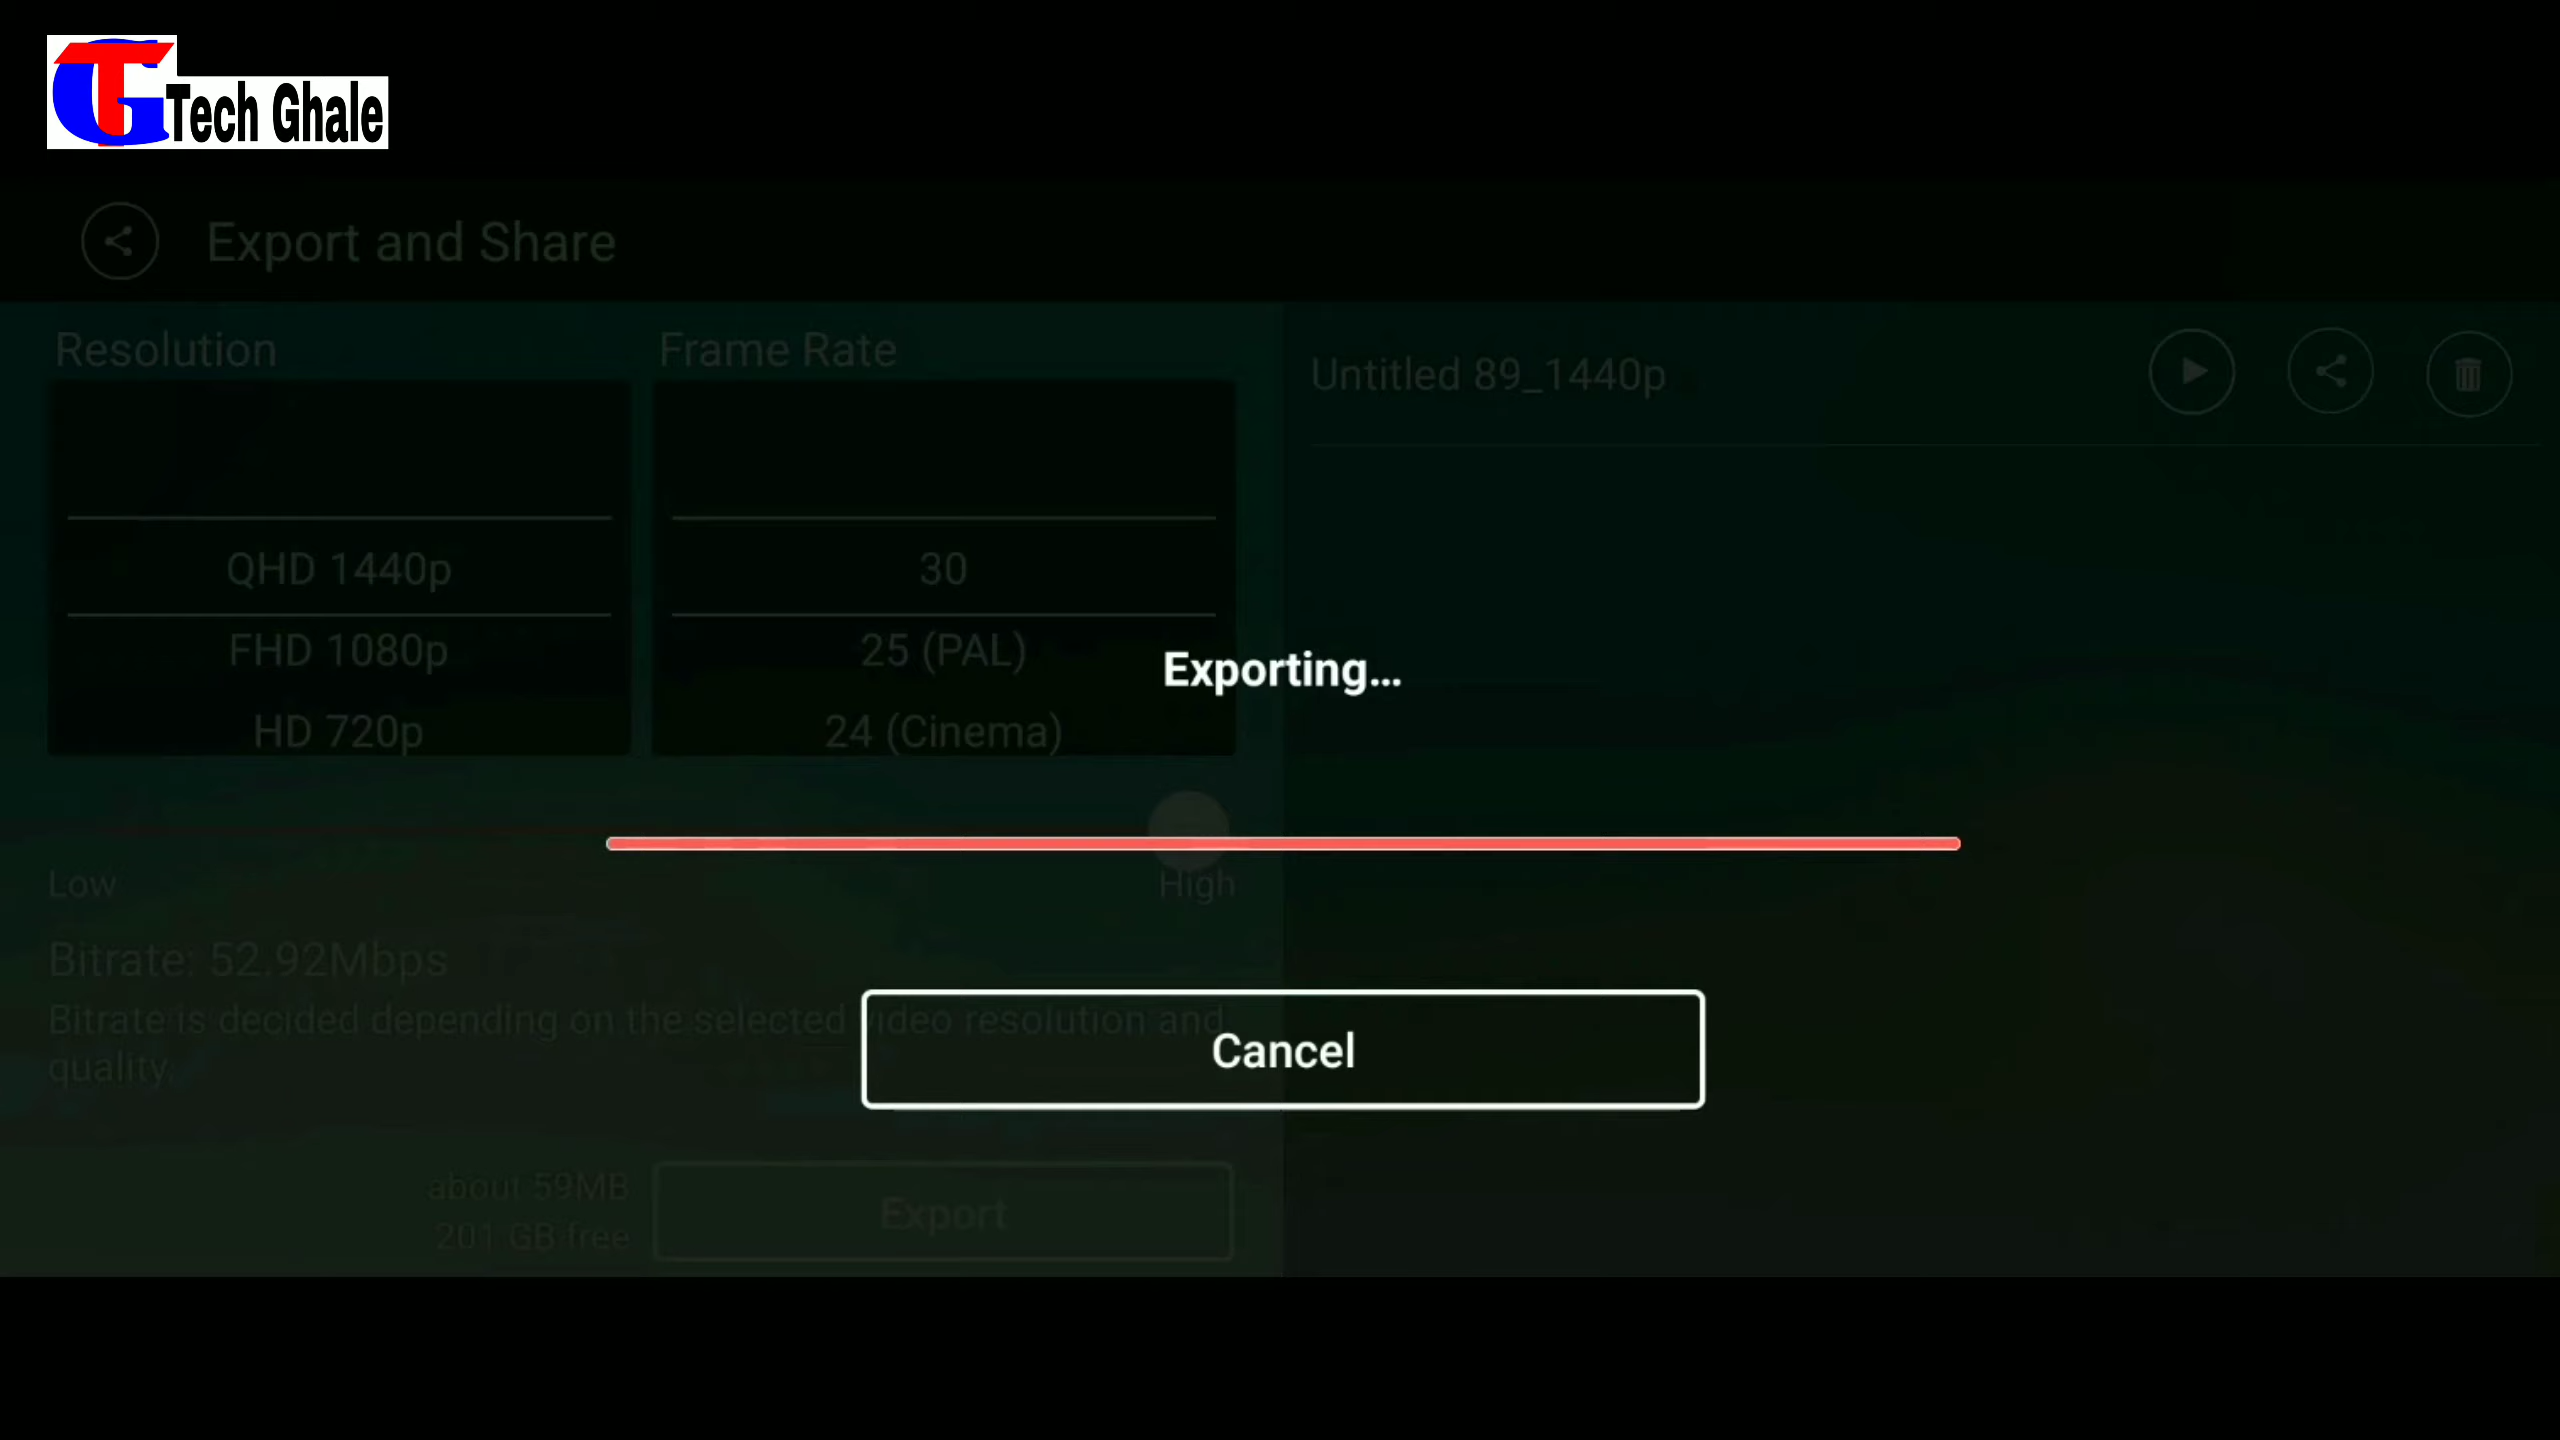 TG Tech Ghale
Export and Share
Resolution
Frame Rate
QHD 1440p
FHD 1080p
HD 720p
30
25 (PAL)
24 (Cinema)
Untitled 89_1440p
Exporting...
Low
High
Bitrate: 52.92Mbps
Bitrate is decided depending on the selected video resolution and
quality.
Cancel
about 59MB
201 GB free
Export